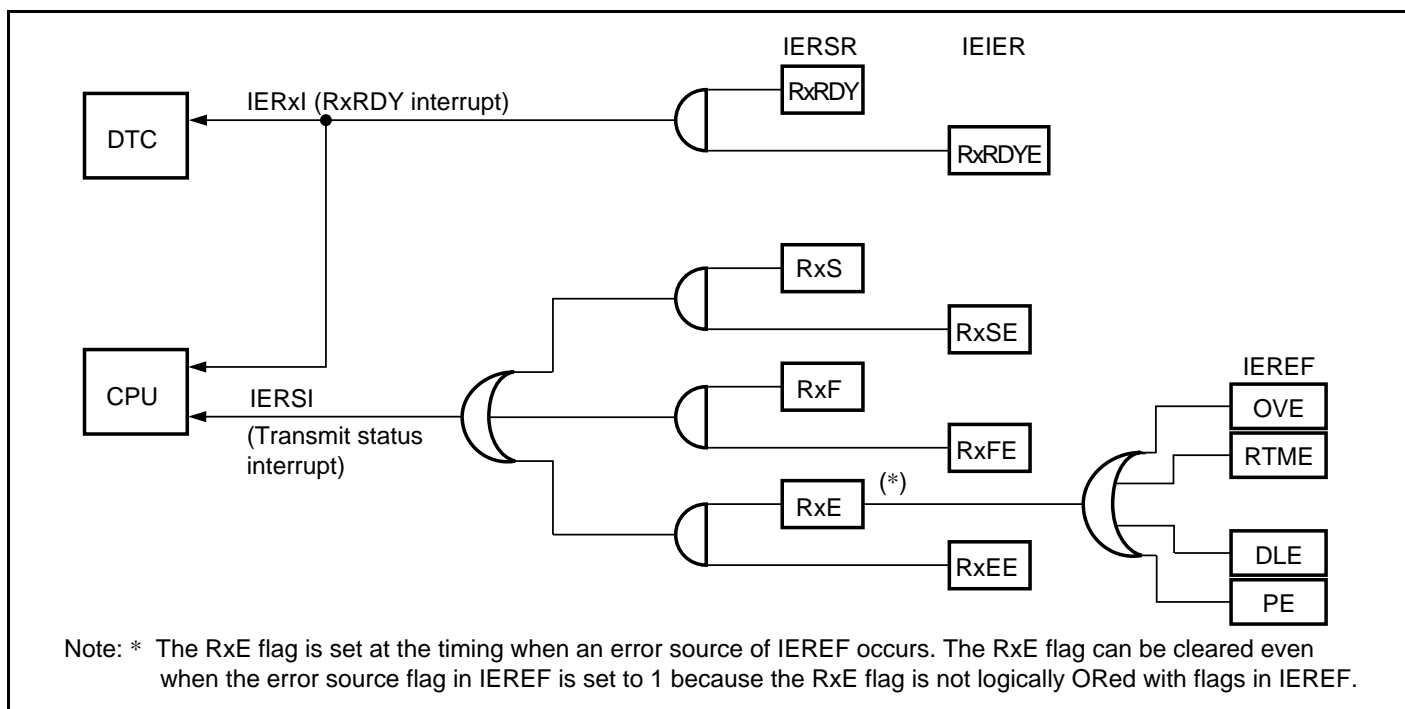 IERSR IEIER
RxRDY
IERxI (RxRDY interrupt)
DTC
RxRDYE
RxS
RxSE
CPU
IERSI
(Transmit status
interrupt)
RxF
RxFE
IEREF
OVE
RTME
RxE
(*)
RxEE
DLE
PE
Note: * The RxE flag is set at the timing when an error source of IEREF occurs. The RxE flag can be cleared even
when the error source flag in IEREF is set to 1 because the RxE flag is not logically ORed with flags in IEREF.